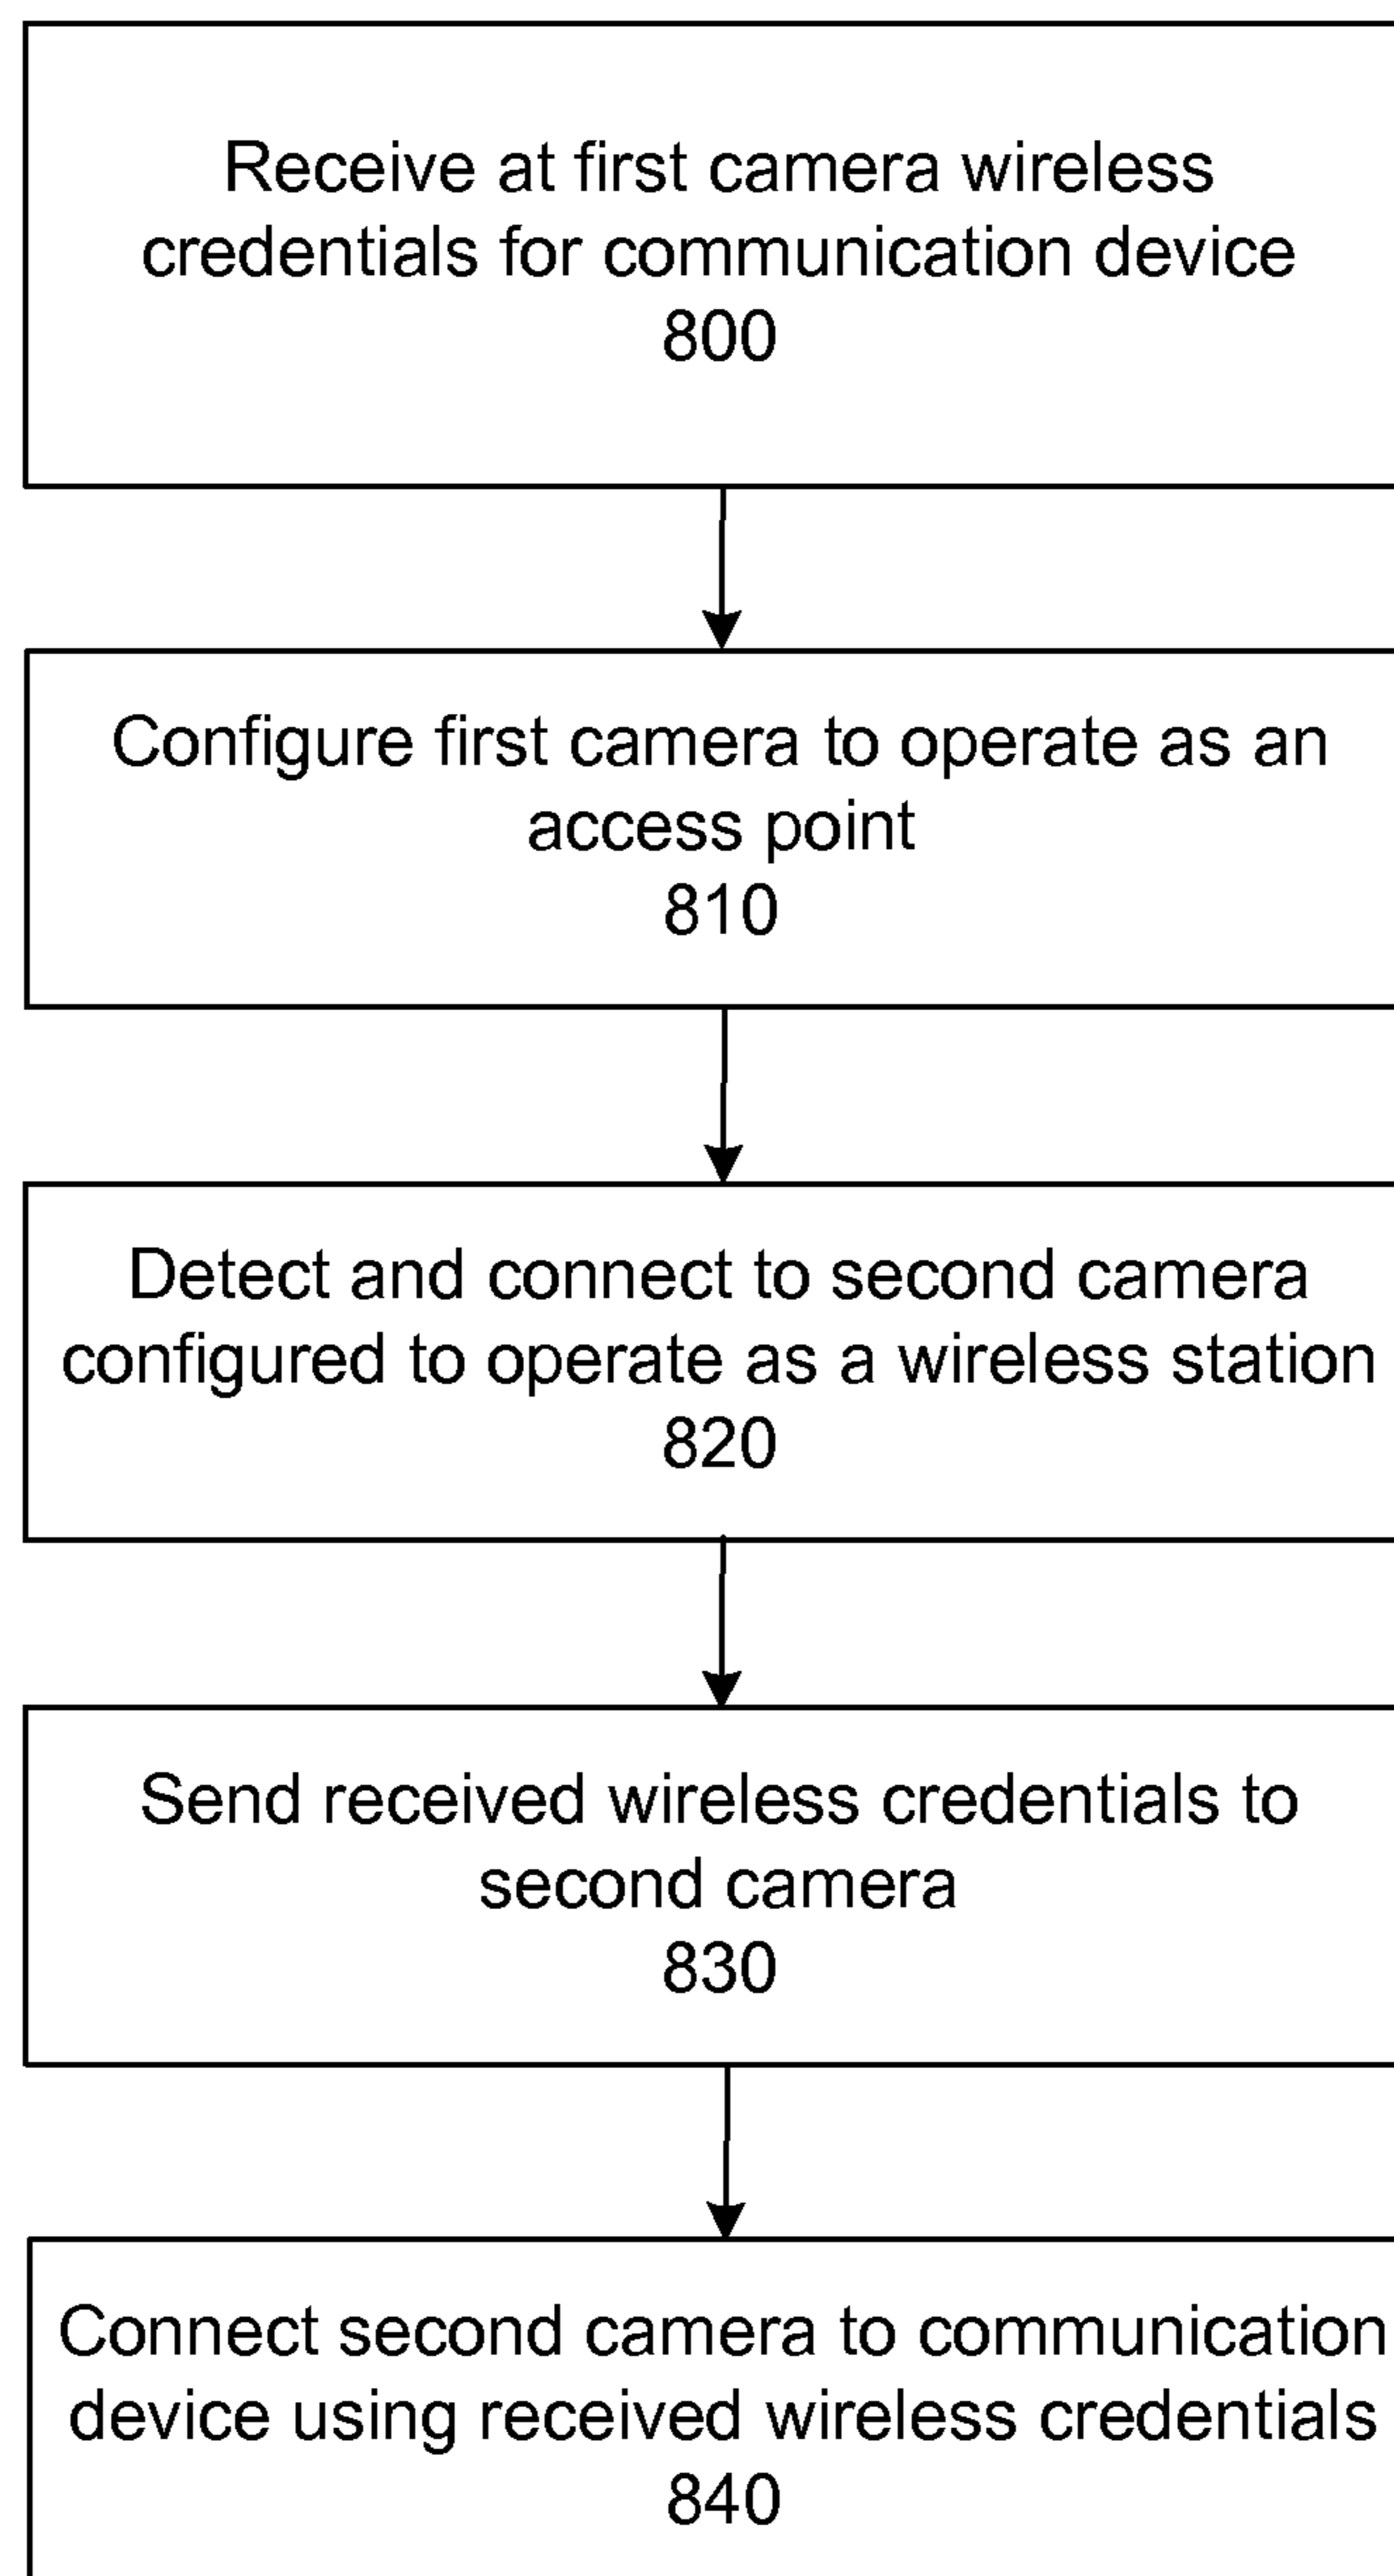 Receive at first camera wireless
credentials for communication device
800
Configure first camera to operate as an
access point
810
Detect and connect to second camera
configured to operate as a wireless station
820
Send received wireless credentials to
second camera
830
Connect second camera to communication
device using received wireless credentials
840